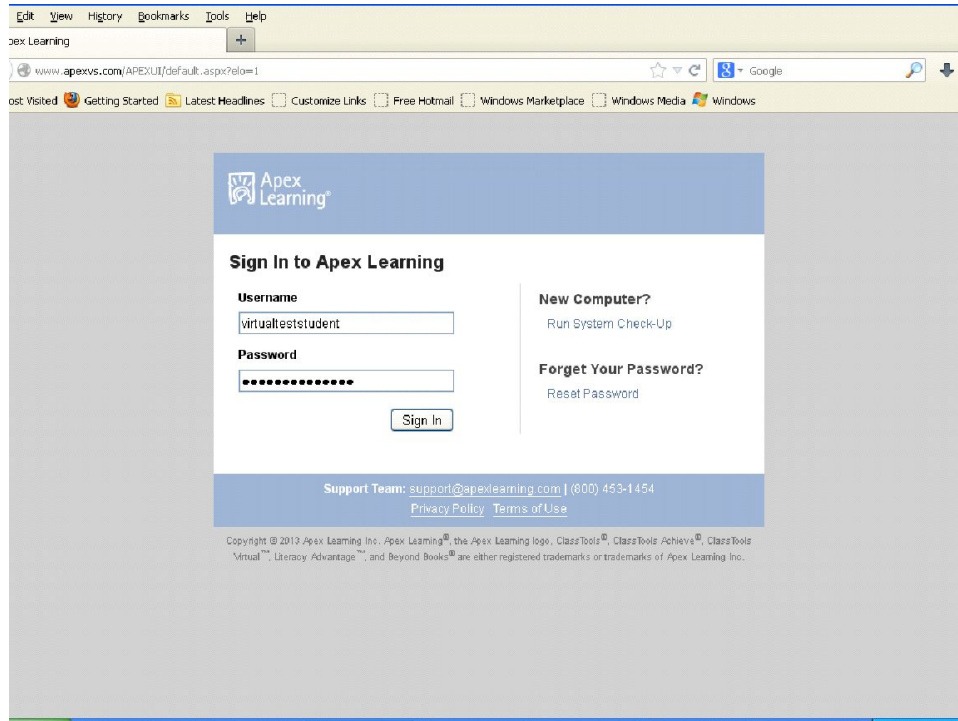 Edit View History Bookmarks Tools Help
pex Learning +
www.apexvs.com/APEXUI/default.aspx?elo=1 Google
ost Visited Getting Started Latest Headlines Customize Links Free Hotmail Windows Marketplace Windows Media Windows
Apex
Learning®
Sign In to Apex Learning
Username
virtualteststudent
Password
••••••••••••••
Sign In
New Computer?
Run System Check-Up
Forget Your Password?
Reset Password
Support Team: support@apexlearning.com | (800) 453-1454
Privacy Policy Terms of Use
Copyright © 2013 Apex Learning Inc. Apex Learning®, the Apex Learning logo, ClassTools®, ClassTools Achieve®, ClassTools
Virtual™, Literacy Advantage™, and Beyond Books® are either registered trademarks or trademarks of Apex Learning Inc.